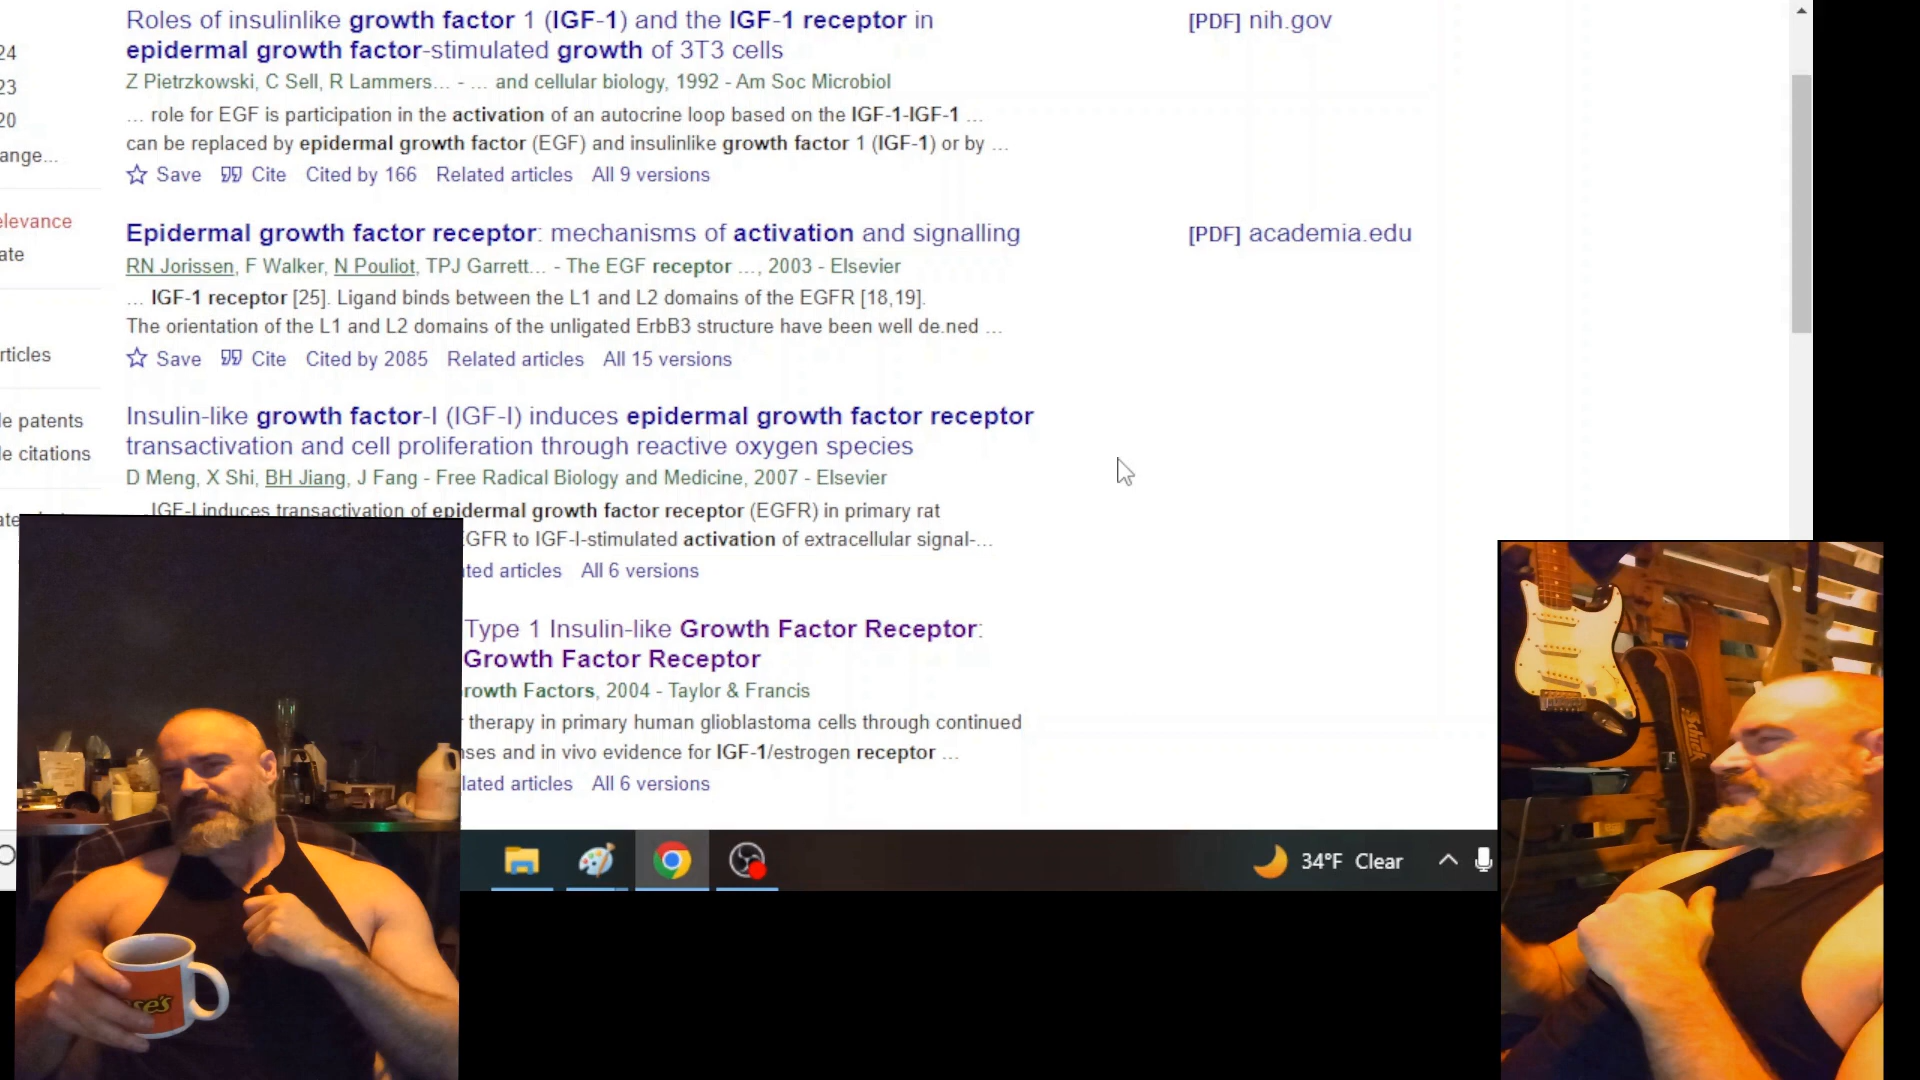 Roles of insulinlike growth factor 1 (IGF-1) and the IGF-1 receptor in
epidermal growth factor-stimulated growth of 3T3 cells
[PDF] nih.gov
Z Pietrzkowski, C Sell, R Lammers... - ... and cellular biology, 1992 - Am Soc Microbiol
... role for EGF is participation in the activation of an autocrine loop based on the IGF-1-IGF-1 ...
can be replaced by epidermal growth factor (EGF) and insulinlike growth factor 1 (IGF-1) or by ...
Save Cite Cited by 166 Related articles All 9 versions
Epidermal growth factor receptor: mechanisms of activation and signalling
[PDF] academia.edu
RN Jorissen, F Walker, N Pouliot, TPJ Garrett... - The EGF receptor ..., 2003 - Elsevier
... IGF-1 receptor [25]. Ligand binds between the L1 and L2 domains of the EGFR [18,19].
The orientation of the L1 and L2 domains of the unligated ErbB3 structure have been well de.ned ...
Save Cite Cited by 2085 Related articles All 15 versions
Insulin-like growth factor-I (IGF-I) induces epidermal growth factor receptor
transactivation and cell proliferation through reactive oxygen species
D Meng, X Shi, BH Jiang, J Fang - Free Radical Biology and Medicine, 2007 - Elsevier
IGF-I induces transactivation of epidermal growth factor receptor (EGFR) in primary rat
GFR to IGF-I-stimulated activation of extracellular signal-...
ted articles All 6 versions
Type 1 Insulin-like Growth Factor Receptor:
Growth Factor Receptor
rowth Factors, 2004 - Taylor & Francis
therapy in primary human glioblastoma cells through continued
ses and in vivo evidence for IGF-1/estrogen receptor ...
lated articles All 6 versions
24
23
20
ange...
elevance
ate
rticles
le patents
le citations
34°F Clear
se's